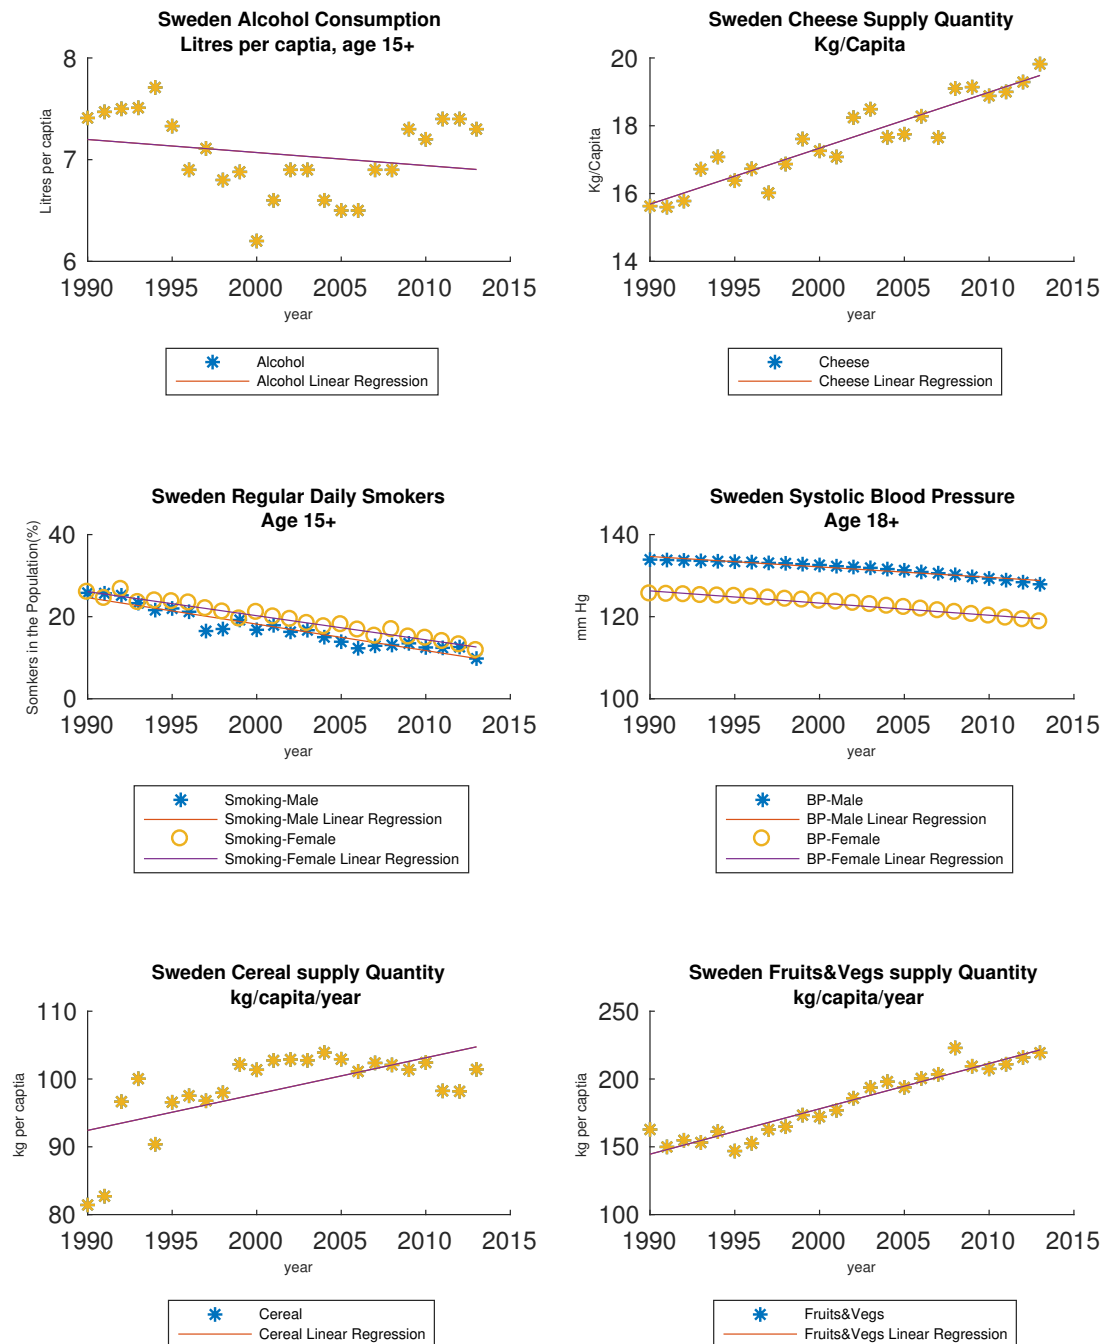 Sweden Alcohol Consumption
Litres per captia, age 15+
8
7
6
Litres per captia
1990 1995 2000 2005 2010 2015
year
Alcohol
Alcohol Linear Regression
Sweden Cheese Supply Quantity
Kg/Capita
20
18
16
14
Kg/Capita
1990 1995 2000 2005 2010 2015
year
Cheese
Cheese Linear Regression
Sweden Regular Daily Smokers
Age 15+
40
20
0
Somkers in the Population(%)
1990 1995 2000 2005 2010 2015
year
Smoking-Male
Smoking-Male Linear Regression
Smoking-Female
Smoking-Female Linear Regression
Sweden Systolic Blood Pressure
Age 18+
140
120
100
mm Hg
1990 1995 2000 2005 2010 2015
year
BP-Male
BP-Male Linear Regression
BP-Female
BP-Female Linear Regression
Sweden Cereal supply Quantity
kg/capita/year
110
100
90
80
kg per captia
1990 1995 2000 2005 2010 2015
year
Cereal
Cereal Linear Regression
Sweden Fruits&Vegs supply Quantity
kg/capita/year
250
200
150
100
kg per captia
1990 1995 2000 2005 2010 2015
year
Fruits&Vegs
Fruits&Vegs Linear Regression